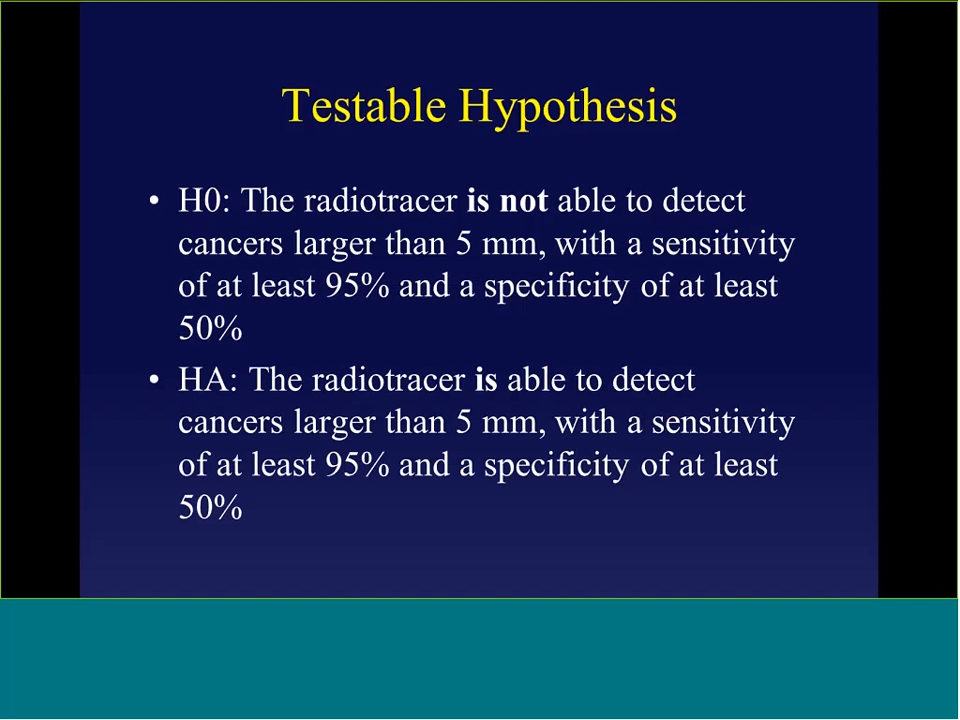 Testable Hypothesis
• H0: The radiotracer is not able to detect
cancers larger than 5 mm, with a sensitivity
of at least 95% and a specificity of at least
50%
• HA: The radiotracer is able to detect
cancers larger than 5 mm, with a sensitivity
of at least 95% and a specificity of at least
50%